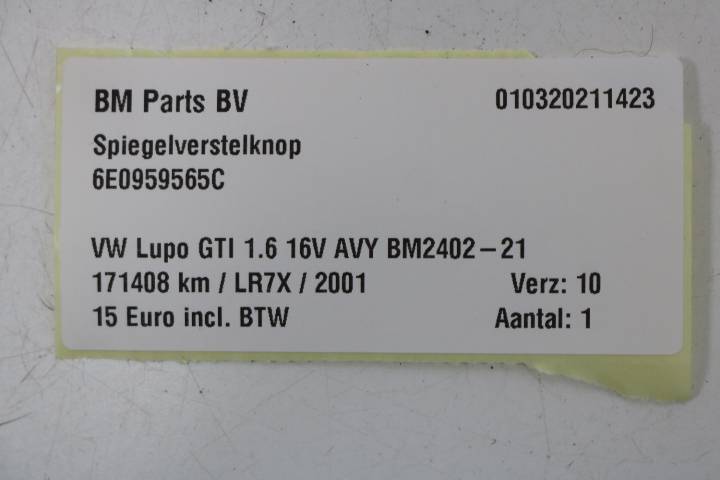 BM Parts BV 010320211423
Spiegelverstelknop
6E0959565C
VW Lupo GTI 1.6 16V AVY BM2402-21
171408 km / LR7X / 2001 Verz: 10
15 Euro incl. BTW Aantal: 1